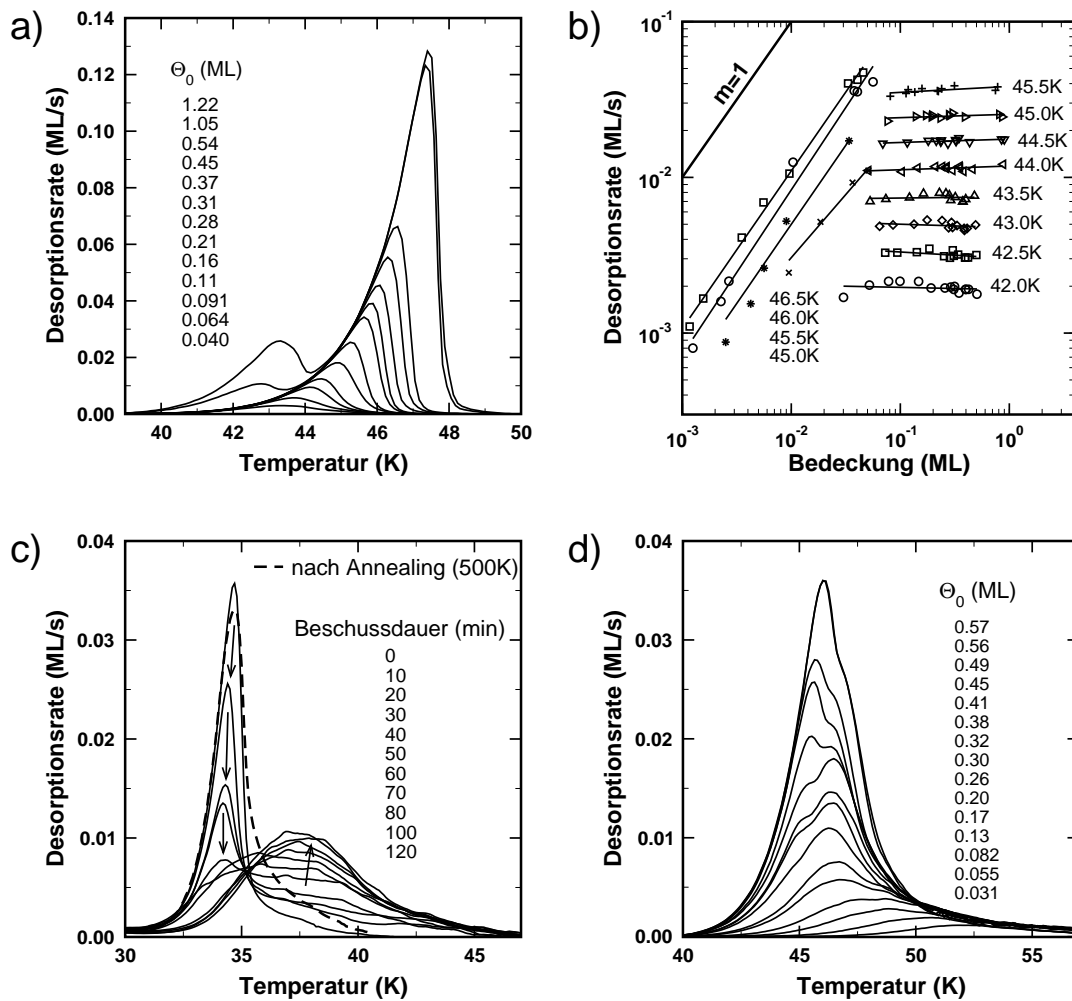 a)
0.14
0.12
0.10
0.08
0.06
0.04
0.02
0.00
Desorptionsrate (ML/s)
Θ0 (ML)
1.22
1.05
0.54
0.45
0.37
0.31
0.28
0.21
0.16
0.11
0.091
0.064
0.040
40 42 44 46 48 50
Temperatur (K)
b)
10-1
10-2
10-3
Desorptionsrate (ML/s)
m=1
45.5K
45.0K
44.5K
44.0K
43.5K
43.0K
42.5K
42.0K
46.5K
46.0K
45.5K
45.0K
10-3 10-2 10-1 100
Bedeckung (ML)
c)
0.04
0.03
0.02
0.01
0.00
Desorptionsrate (ML/s)
nach Annealing (500K)
Beschussdauer (min)
0
10
20
30
40
50
60
70
80
100
120
30 35 40 45
Temperatur (K)
d)
0.04
0.03
0.02
0.01
0.00
Desorptionsrate (ML/s)
Θ0 (ML)
0.57
0.56
0.49
0.45
0.41
0.38
0.32
0.30
0.26
0.20
0.17
0.13
0.082
0.055
0.031
40 45 50 55
Temperatur (K)